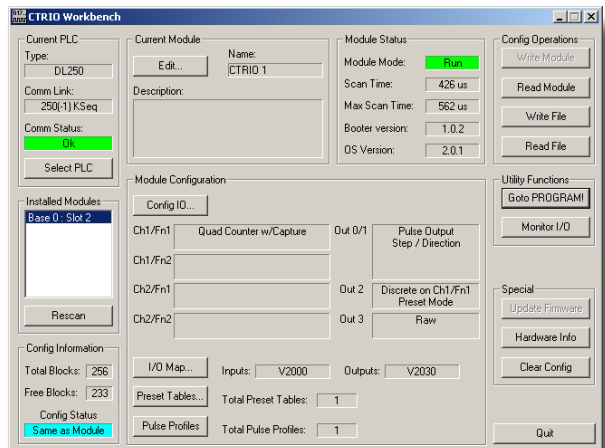 CTRIO Workbench
Current PLC
Type:
DL250
Comm Link:
250(-1) KSeq
Comm Status:
Ok
Select PLC
Installed Modules
Base 0 : Slot 2
Rescan
Config Information
Total Blocks: 256
Free Blocks: 233
Config Status
Same as Module
Current Module
Edit...
Name:
CTRIO 1
Description:
Module Status
Module Mode: Run
Scan Time: 426 us
Max Scan Time: 562 us
Booter version: 1.0.2
OS Version: 2.0.1
Module Configuration
Config IO...
Ch1/Fn1 Quad Counter w/Capture
Ch1/Fn2
Ch2/Fn1
Ch2/Fn2
Out 0/1 Pulse Output
Step / Direction
Out 2 Discrete on Ch1/Fn1
Preset Mode
Out 3 Raw
I/O Map... Inputs: V2000 Outputs: V2030
Preset Tables... Total Preset Tables: 1
Pulse Profiles Total Pulse Profiles: 1
Config Operations
Write Module
Read Module
Write File
Read File
Utility Functions
Goto PROGRAM!
Monitor I/O
Special
Update Firmware
Hardware Info
Clear Config
Quit